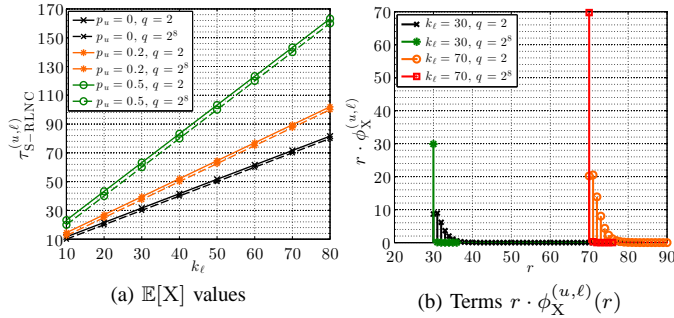 170
150
130
110
90
70
50
30
10
τ_{S−RLNC}^{(u,ℓ)}
p_u = 0, q = 2
p_u = 0, q = 2^8
p_u = 0.2, q = 2
p_u = 0.2, q = 2^8
p_u = 0.5, q = 2
p_u = 0.5, q = 2^8
10 20 30 40 50 60 70 80
k_ℓ
(a) 𝔼[X] values
70
60
50
40
30
20
10
0
r · ϕ_X^{(u,ℓ)}
k_ℓ = 30, q = 2
k_ℓ = 30, q = 2^8
k_ℓ = 70, q = 2
k_ℓ = 70, q = 2^8
20 30 40 50 60 70 80 90
r
(b) Terms r · ϕ_X^{(u,ℓ)}(r)